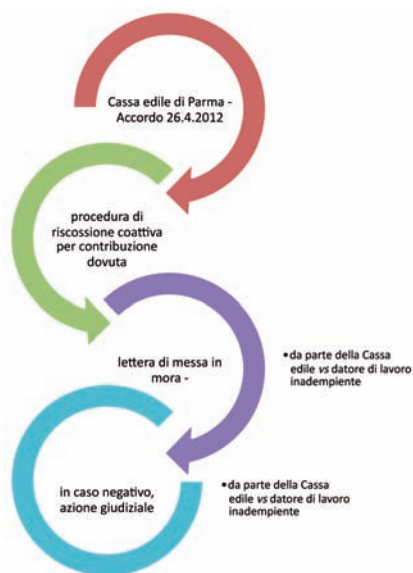 Cassa edile di Parma -
Accordo 26.4.2012
procedura di
riscossione coattiva
per contribuzione
dovuta
lettera di messa in
mora -
•da parte della Cassa
edile vs datore di lavoro
inadempiente
in caso negativo,
azione giudiziale
•da parte della Cassa
edile vs datore di lavoro
inadempiente